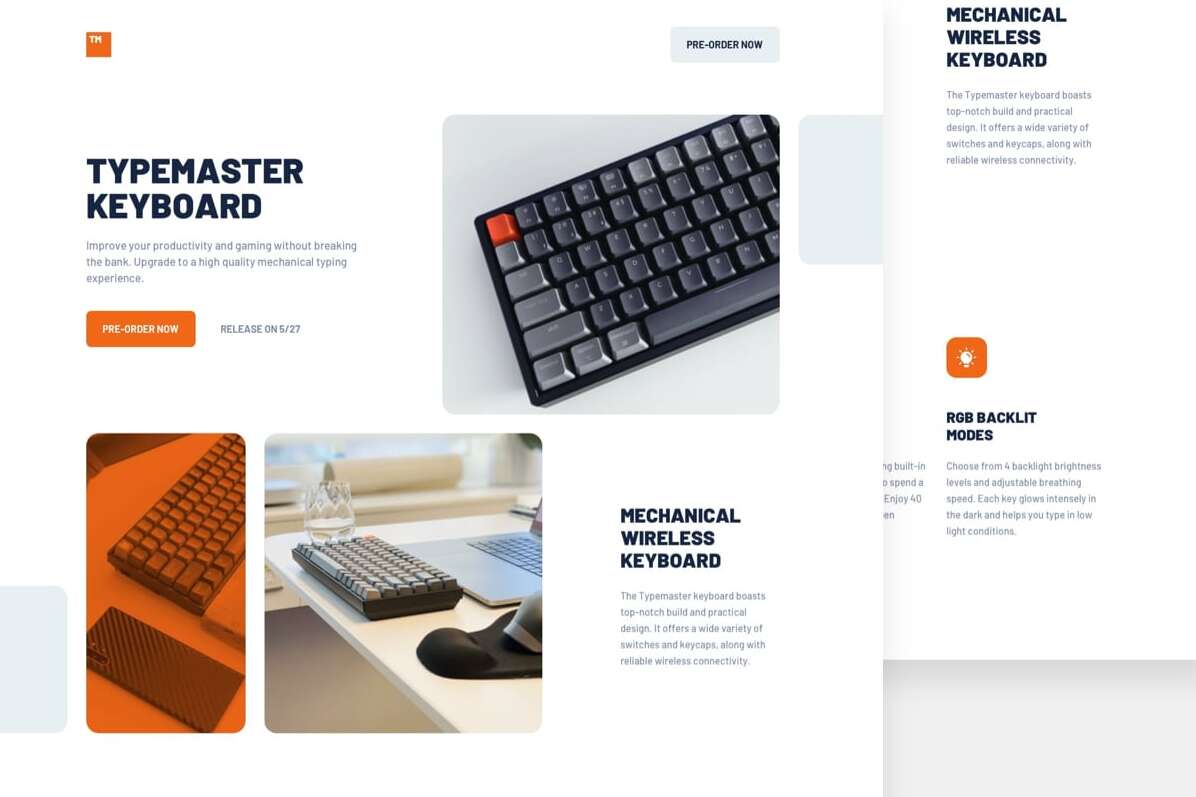 TM
PRE-ORDER NOW
TYPEMASTER
KEYBOARD
Improve your productivity and gaming without breaking
the bank. Upgrade to a high quality mechanical typing
experience.
PRE-ORDER NOW
RELEASE ON 5/27
MECHANICAL
WIRELESS
KEYBOARD
The Typemaster keyboard boasts
top-notch build and practical
design. It offers a wide variety of
switches and keycaps, along with
reliable wireless connectivity.
MECHANICAL
WIRELESS
KEYBOARD
The Typemaster keyboard boasts
top-notch build and practical
design. It offers a wide variety of
switches and keycaps, along with
reliable wireless connectivity.
built-in
spend a
Enjoy 40
RGB BACKLIT
MODES
Choose from 4 backlight brightness
levels and adjustable breathing
speed. Each key glows intensely in
the dark and helps you type in low
light conditions.